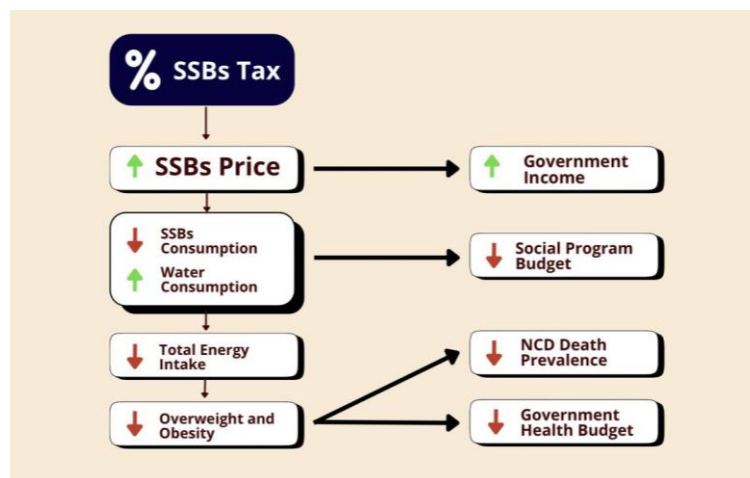 % SSBs Tax
SSBs Price
Government
Income
SSBs
Consumption
Water
Consumption
Social Program
Budget
Total Energy
Intake
NCD Death
Prevalence
Overweight and
Obesity
Government
Health Budget